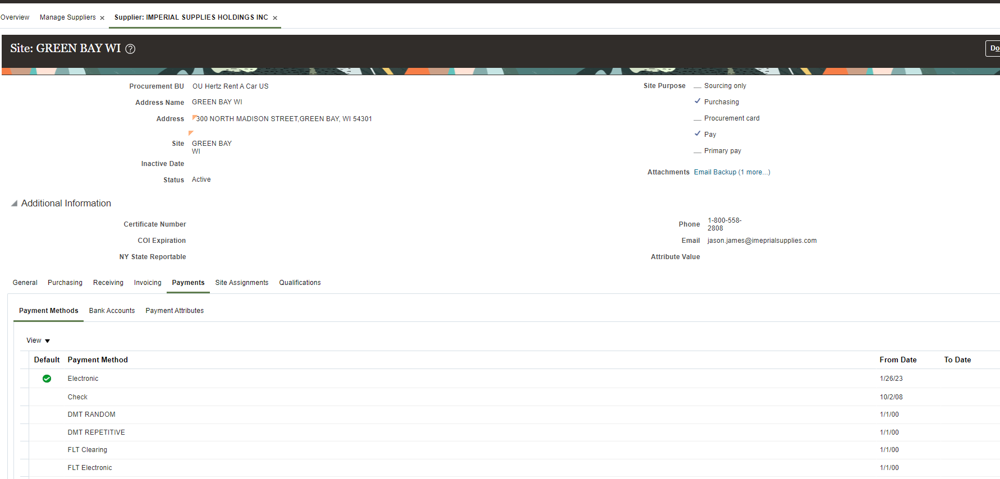 Overview Manage Suppliers × Supplier: IMPERIAL SUPPLIES HOLDINGS INC ×
Site: GREEN BAY WI ?
Do
Procurement BU OU Hertz Rent A Car US
Address Name GREEN BAY WI
Address 300 NORTH MADISON STREET,GREEN BAY, WI 54301
Site GREEN BAY
WI
Inactive Date
Status Active
Site Purpose Sourcing only
Purchasing
Procurement card
Pay
Primary pay
Attachments Email Backup (1 more...)
Additional Information
Certificate Number
COI Expiration
NY State Reportable
Phone 1-800-558-
2808
Email jason.james@imeprialsupplies.com
Attribute Value
General Purchasing Receiving Invoicing Payments Site Assignments Qualifications
Payment Methods Bank Accounts Payment Attributes
View
Default Payment Method From Date To Date
Electronic 1/26/23
Check 10/2/08
DMT RANDOM 1/1/00
DMT REPETITIVE 1/1/00
FLT Clearing 1/1/00
FLT Electronic 1/1/00